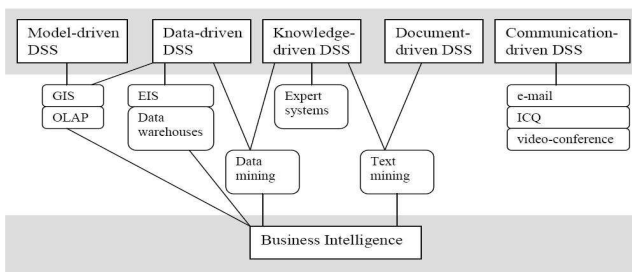 Model-driven
DSS
Data-driven
DSS
Knowledge-
driven DSS
Document-
driven DSS
Communication-
driven DSS
GIS
OLAP
EIS
Data
warehouses
Expert
systems
e-mail
ICQ
video-conference
Data
mining
Text
mining
Business Intelligence